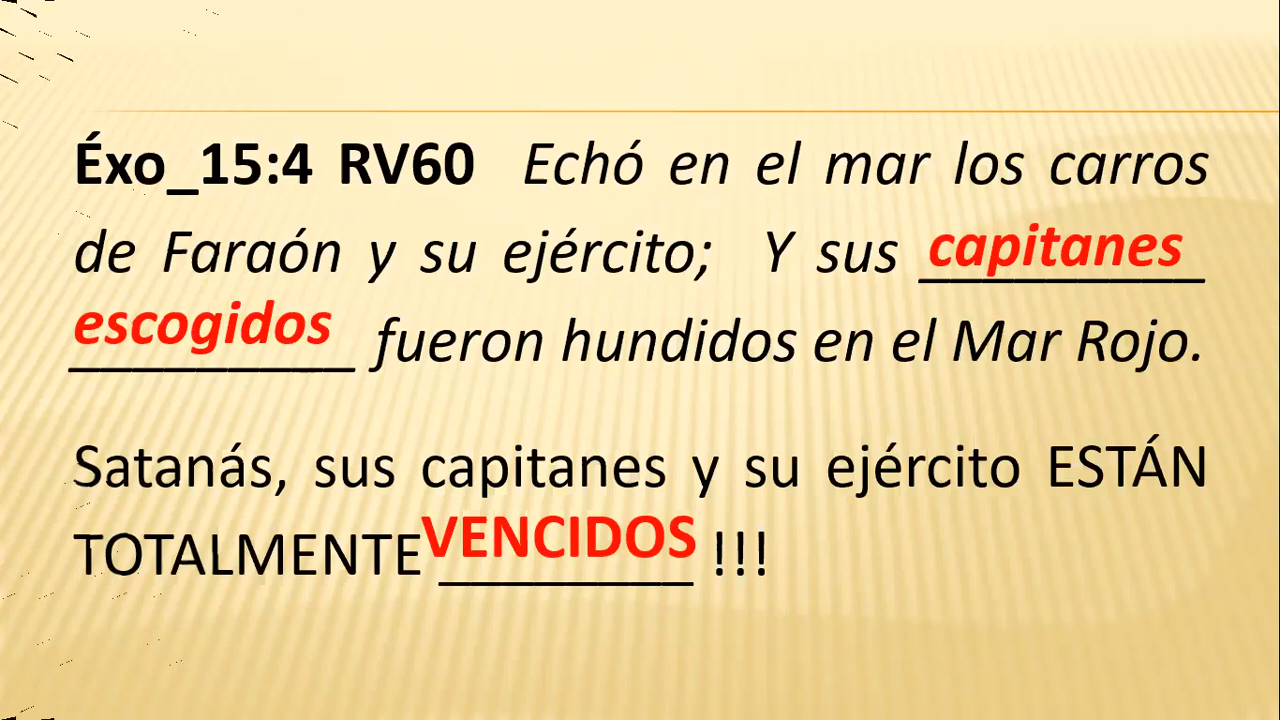 Éxo_15:4 RV60 Echó en el mar los carros
de Faraón y su ejército; Y sus capitanes
escogidos fueron hundidos en el Mar Rojo.
Satanás, sus capitanes y su ejército ESTÁN
TOTALMENTE VENCIDOS !!!